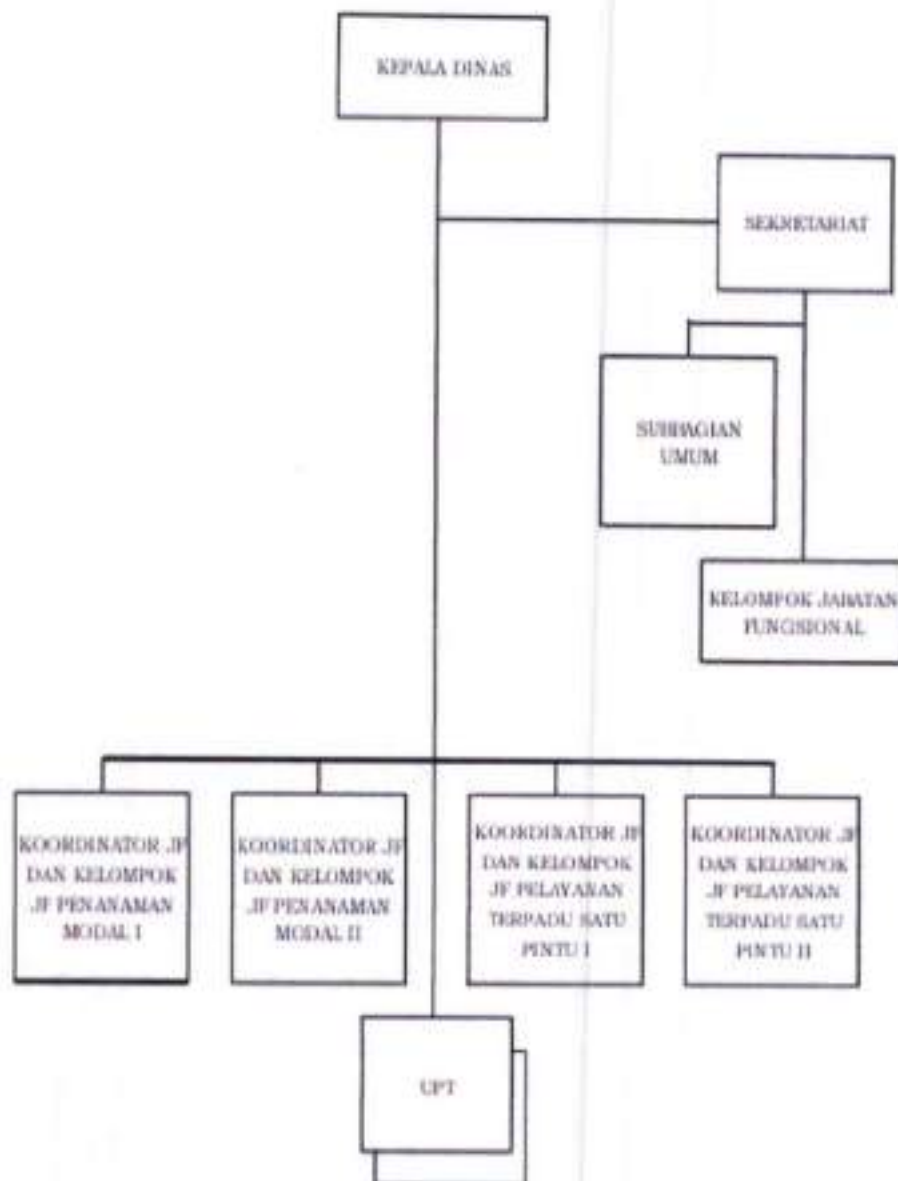 KEPALA DINAS
SEKRETARIAT
SUBBAGIAN
UMUM
KELOMPOK JABATAN
FUNGSIONAL
KOORDINATOR JF
DAN KELOMPOK
JF PENANAMAN
MODAL I
KOORDINATOR JF
DAN KELOMPOK
JF PENANAMAN
MODAL II
KOORDINATOR JF
DAN KELOMPOK
JF PELAYANAN
TERPADU SATU
PINTU I
KOORDINATOR JF
DAN KELOMPOK
JF PELAYANAN
TERPADU SATU
PINTU II
UPT